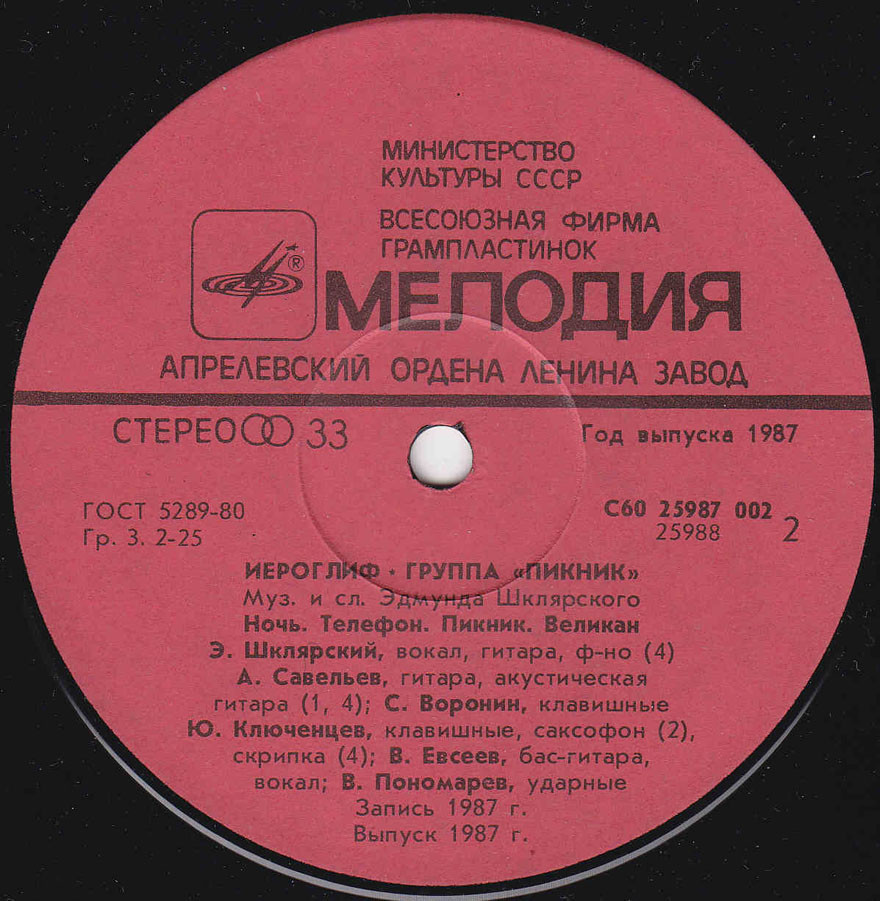 МИНИСТЕРСТВО
КУЛЬТУРЫ СССР
ВСЕСОЮЗНАЯ ФИРМА
ГРАМПЛАСТИНОК
®
МЕЛОДИЯ
АПРЕЛЕВСКИЙ ОРДЕНА ЛЕНИНА ЗАВОД
СТЕРЕО 33
Год выпуска 1987
ГОСТ 5289-80
Гр. 3. 2-25
С60 25987 002
25988
2
ИЕРОГЛИФ · ГРУППА «ПИКНИК»
Муз. и сл. Эдмунда Шклярского
Ночь. Телефон. Пикник. Великан
Э. Шклярский, вокал, гитара, ф-но (4)
А. Савельев, гитара, акустическая
гитара (1, 4); С. Воронин, клавишные
Ю. Ключенцев, клавишные, саксофон (2),
скрипка (4); В. Евсеев, бас-гитара,
вокал; В. Пономарев, ударные
Запись 1987 г.
Выпуск 1987 г.